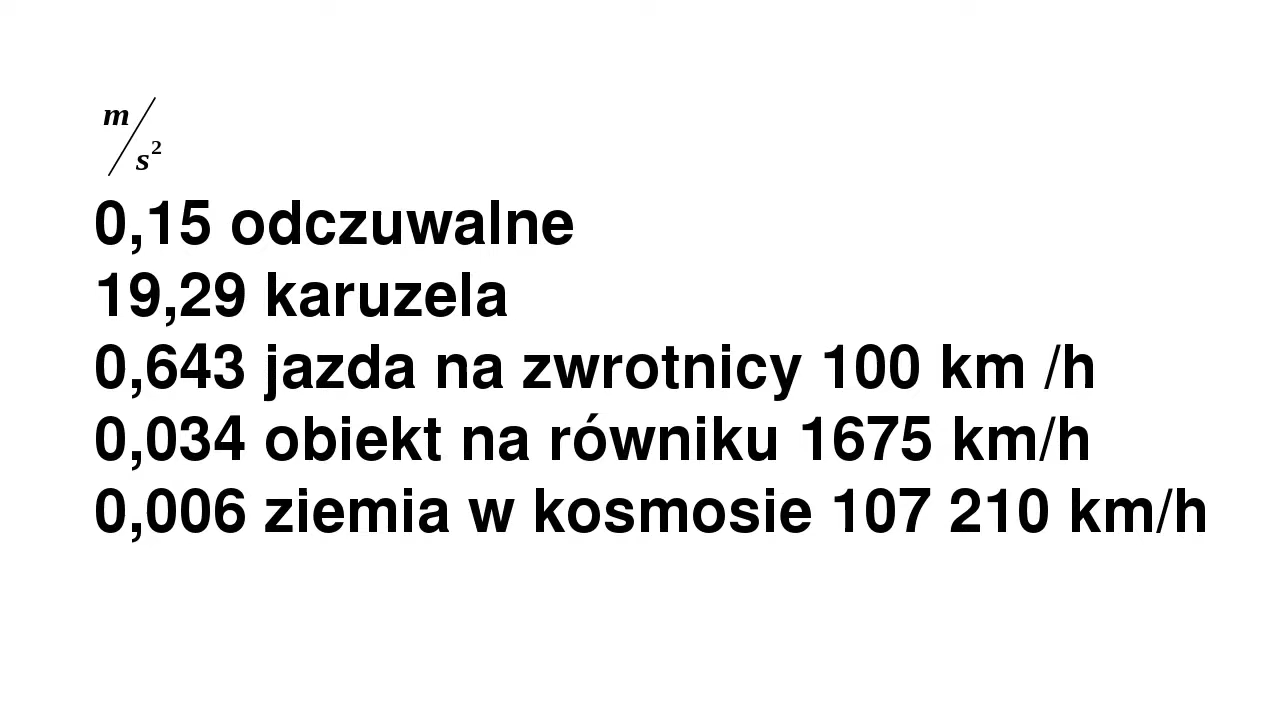 m/s²
0,15 odczuwalne
19,29 karuzela
0,643 jazda na zwrotnicy 100 km /h
0,034 obiekt na równiku 1675 km/h
0,006 ziemia w kosmosie 107 210 km/h